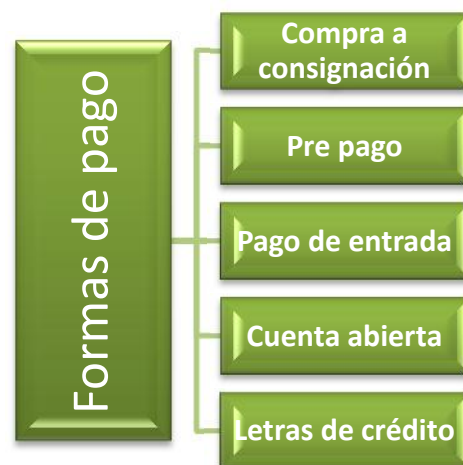 Formas de pago
Compra a
consignación
Pre pago
Pago de entrada
Cuenta abierta
Letras de crédito